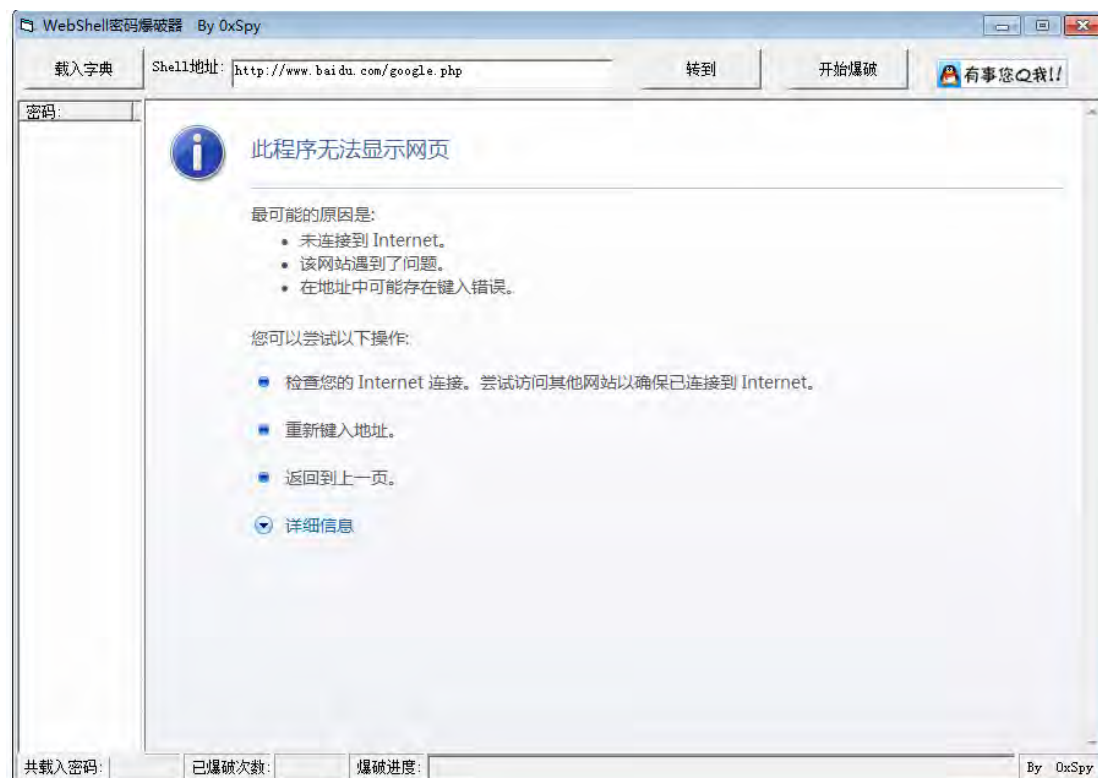 WebShell密码爆破器 By 0xSpy
载入字典 Shell地址: http://www.baidu.com/google.php 转到 开始爆破 有事您Q我!!
密码:
此程序无法显示网页
最可能的原因是:
• 未连接到 Internet。
• 该网站遇到了问题。
• 在地址中可能存在键入错误。
您可以尝试以下操作:
检查您的 Internet 连接。尝试访问其他网站以确保已连接到 Internet。
重新键入地址。
返回到上一页。
详细信息
共载入密码: 已爆破次数: 爆破进度: By 0xSpy